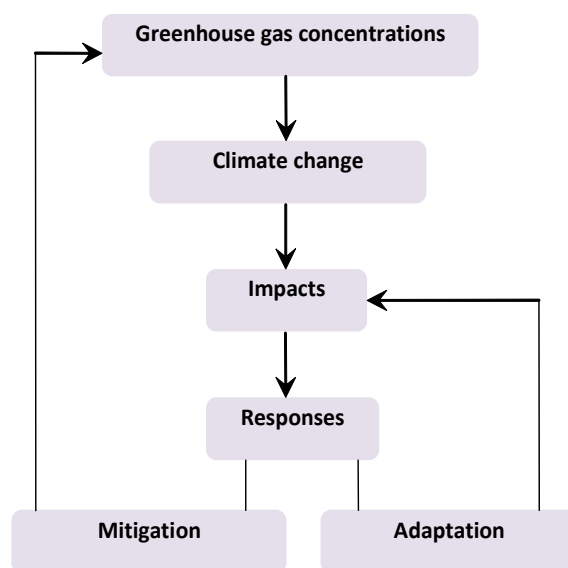 Greenhouse gas concentrations
Climate change
Impacts
Responses
Mitigation
Adaptation